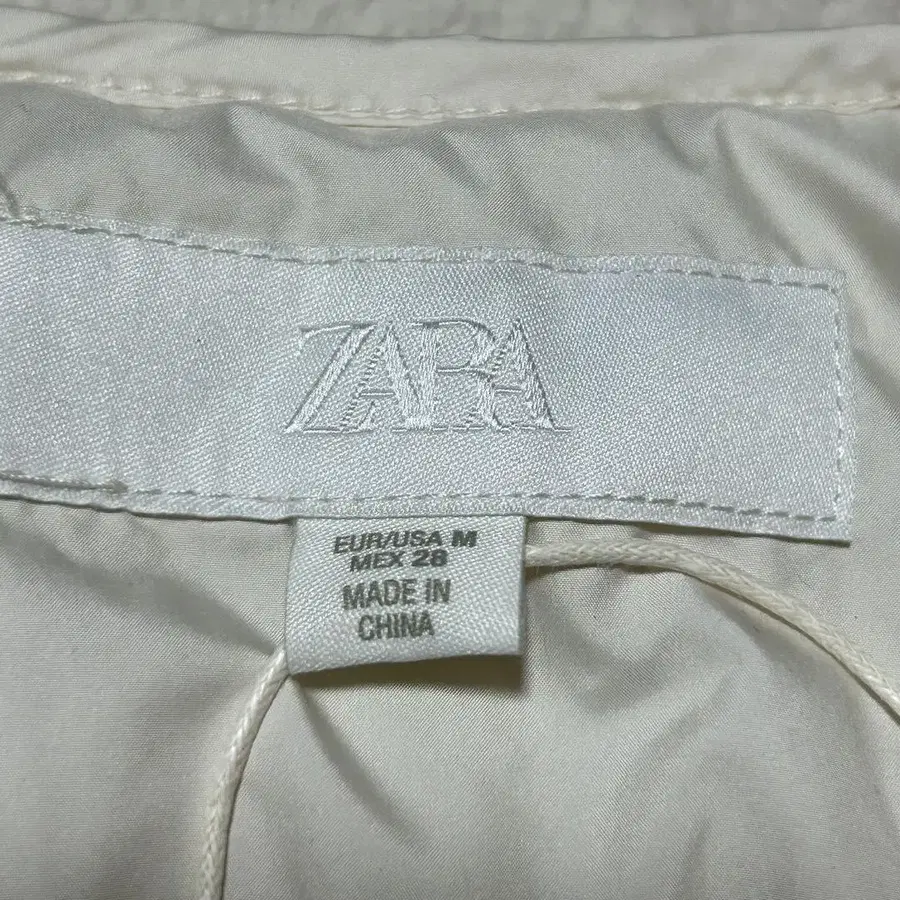 ZARA
EUR/USA M
MEX 28
MADE IN
CHINA